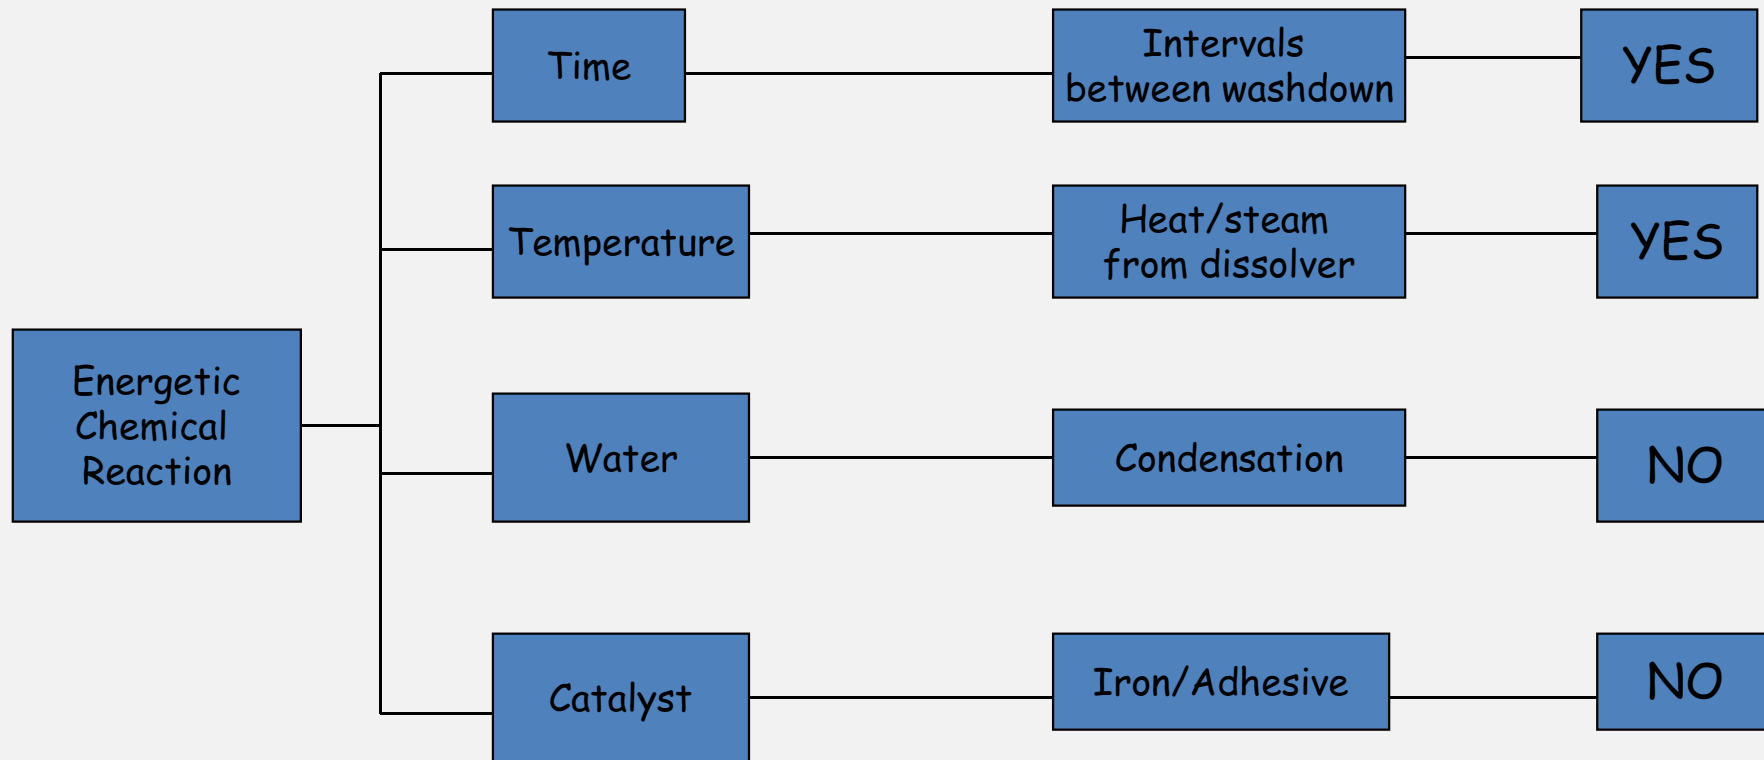 Time
Intervals
between washdown
YES
Temperature
Heat/steam
from dissolver
YES
Energetic
Chemical
Reaction
Water
Condensation
NO
Catalyst
Iron/Adhesive
NO